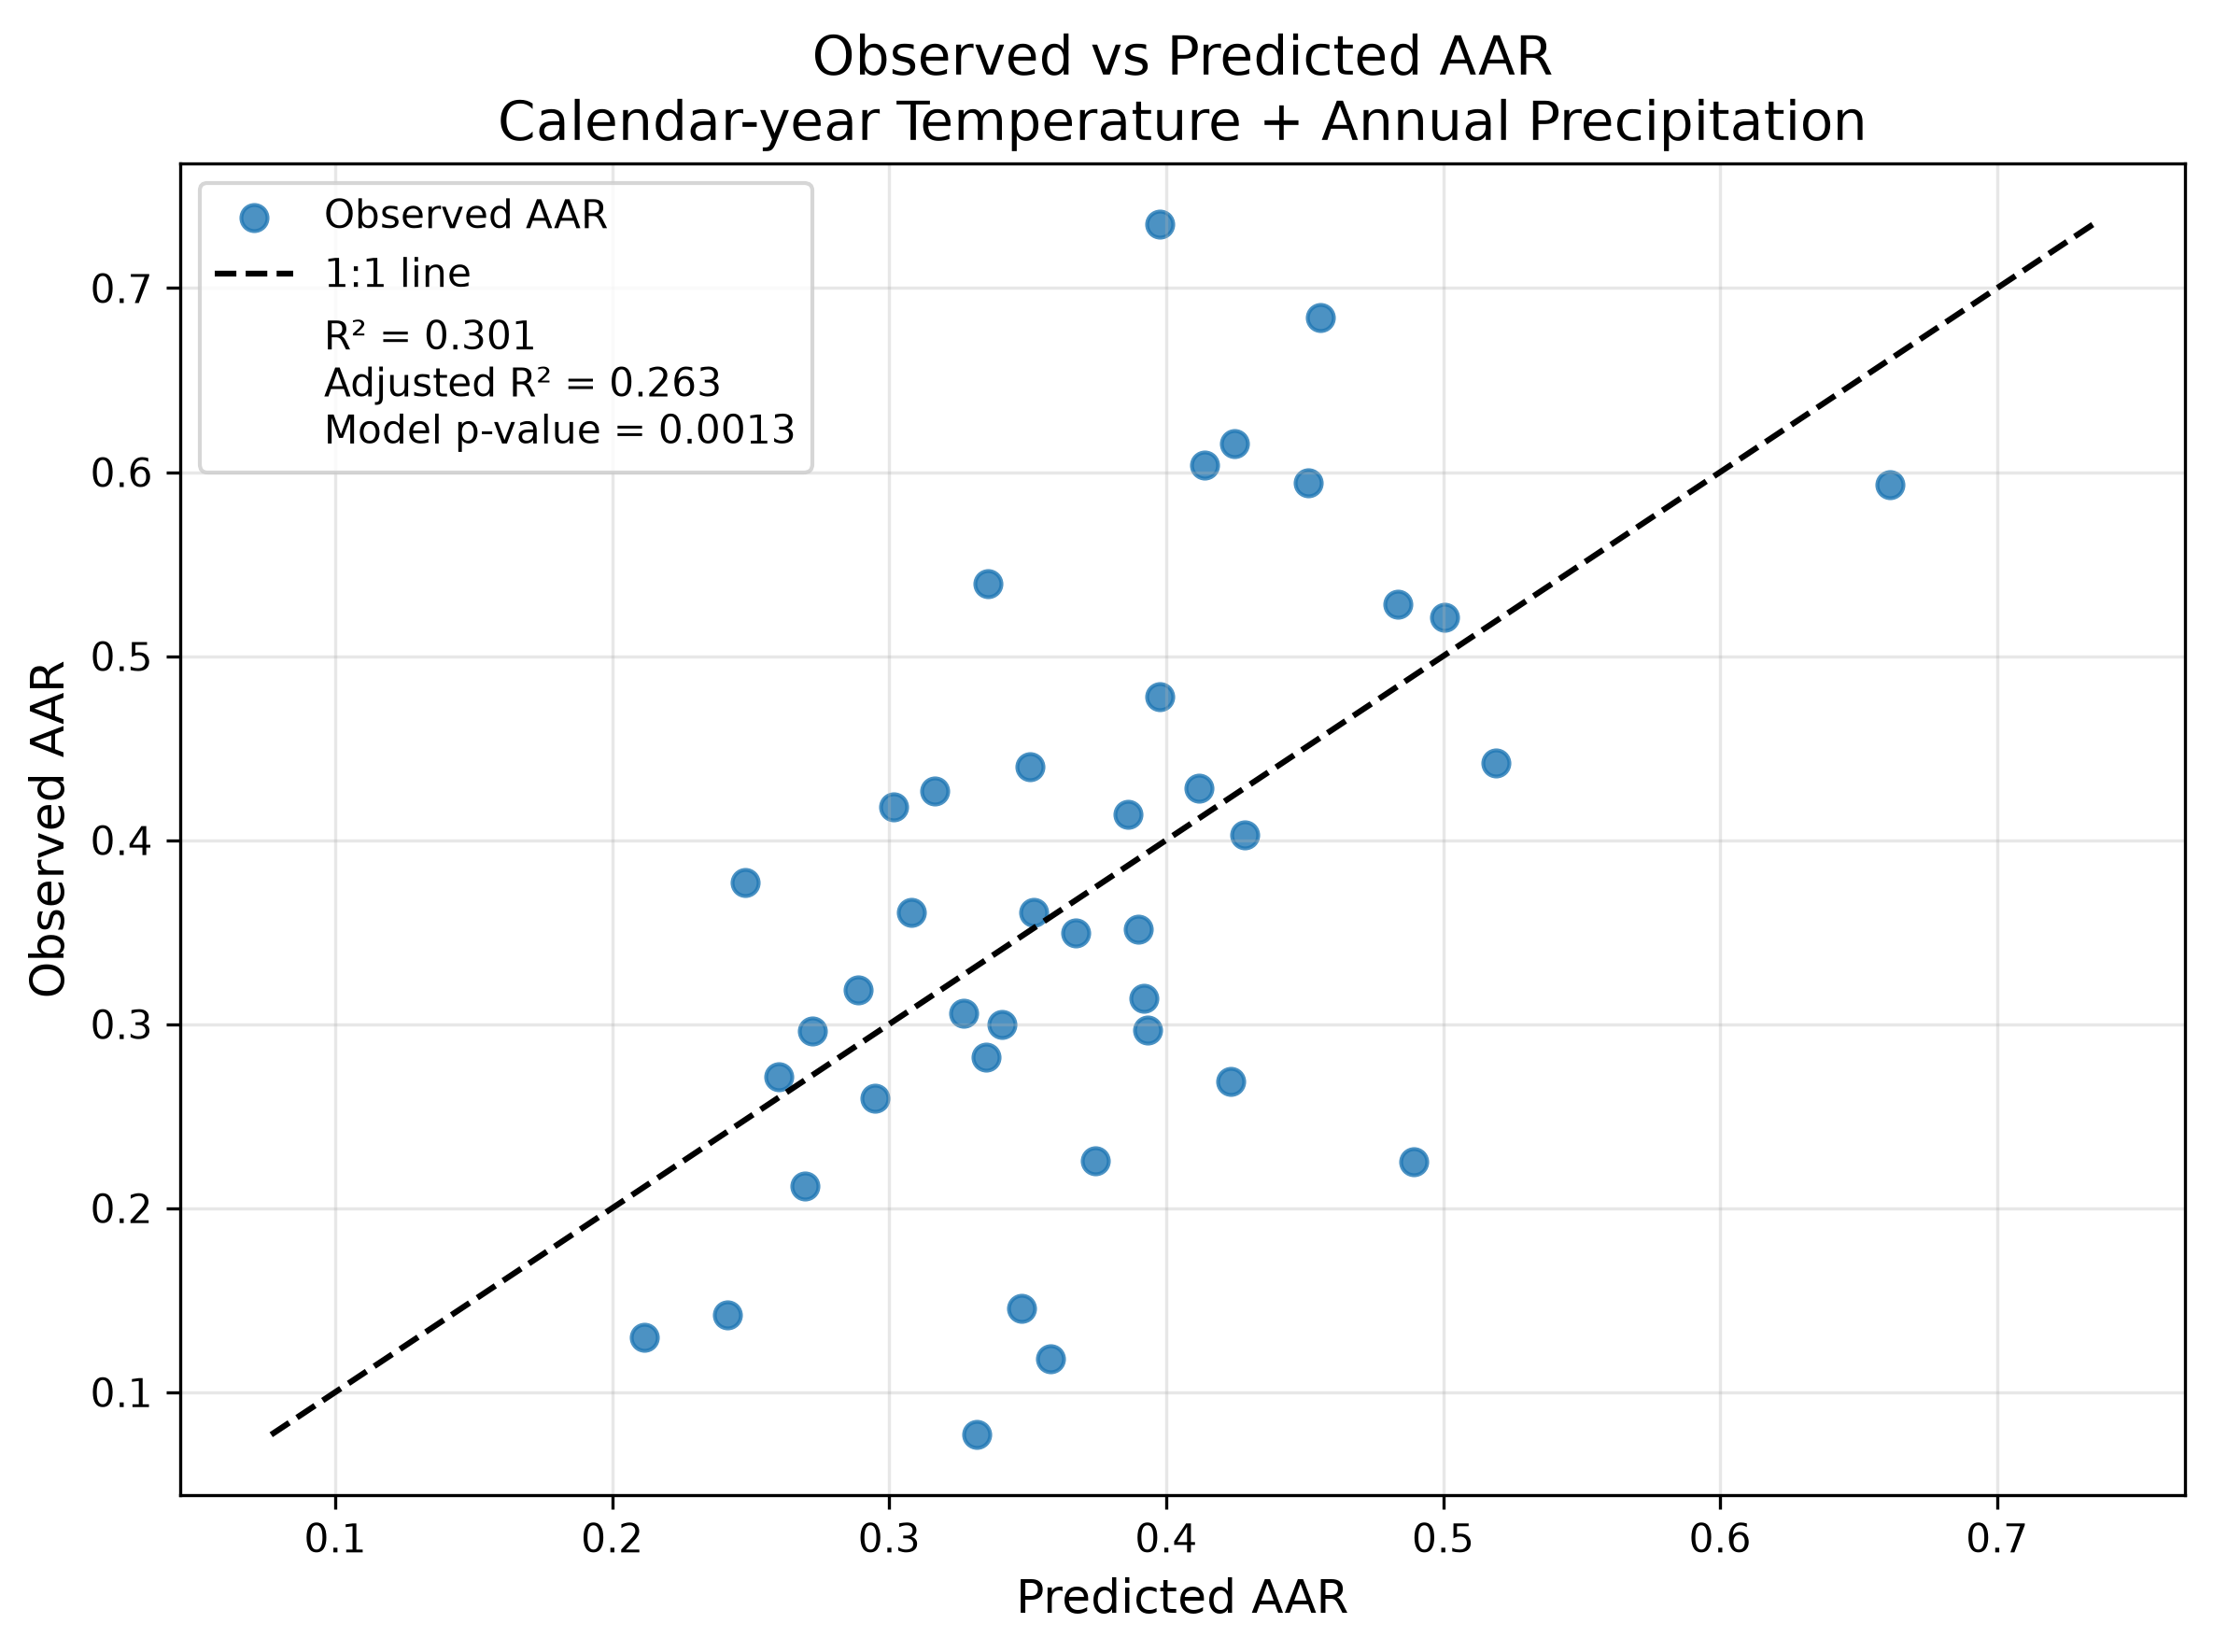 Observed vs Predicted AAR
Calendar-year Temperature + Annual Precipitation
Observed AAR
1:1 line
R² = 0.301
Adjusted R² = 0.263
Model p-value = 0.0013
Observed AAR
0.7
0.6
0.5
0.4
0.3
0.2
0.1
0.1 0.2 0.3 0.4 0.5 0.6 0.7
Predicted AAR